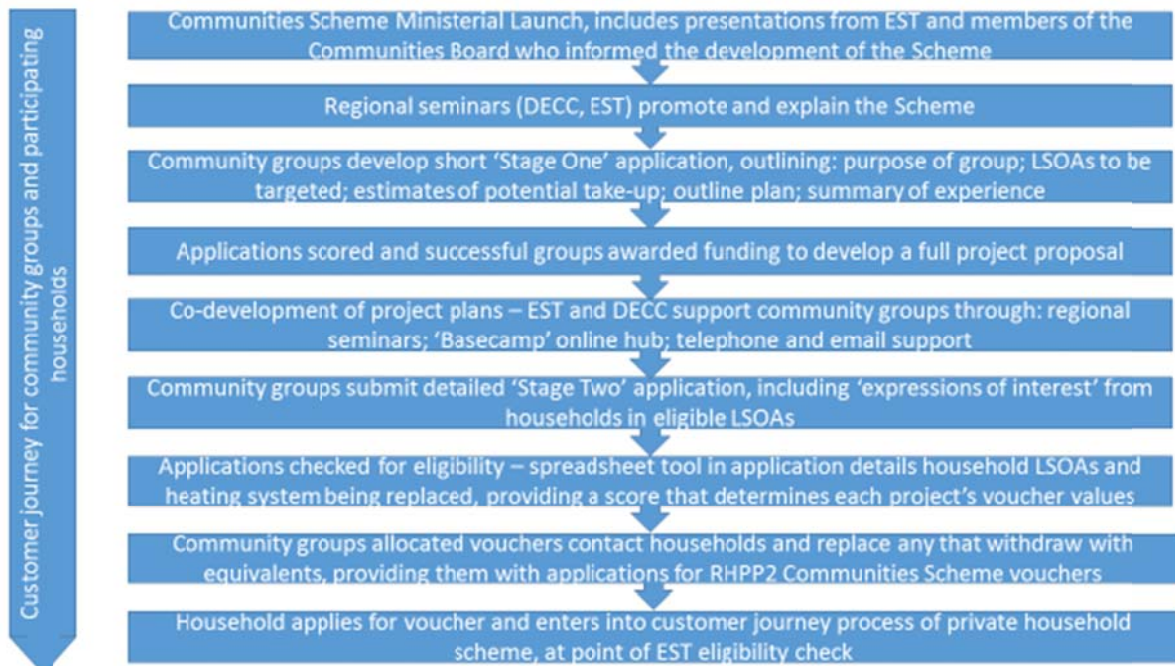 Customer journey for community groups and participating
households
Communities Scheme Ministerial Launch, includes presentations from EST and members of the
Communities Board who informed the development of the Scheme
Regional seminars (DECC, EST) promote and explain the Scheme
Community groups develop short ‘Stage One’ application, outlining: purpose of group; LSOAs to be
targeted; estimates of potential take-up; outline plan; summary of experience
Applications scored and successful groups awarded funding to develop a full project proposal
Co-development of project plans – EST and DECC support community groups through: regional
seminars; ‘Basecamp’ online hub; telephone and email support
Community groups submit detailed ‘Stage Two’ application, including ‘expressions of interest’ from
households in eligible LSOAs
Applications checked for eligibility – spreadsheet tool in application details household LSOAs and
heating system being replaced, providing a score that determines each project’s voucher values
Community groups allocated vouchers contact households and replace any that withdraw with
equivalents, providing them with applications for RHPP2 Communities Scheme vouchers
Household applies for voucher and enters into customer journey process of private household
scheme, at point of EST eligibility check